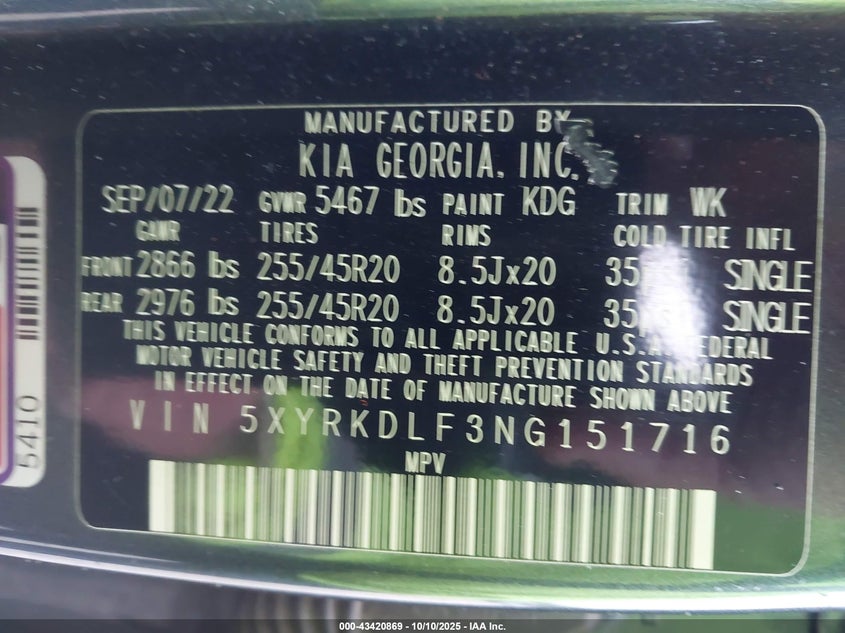 MANUFACTURED BY
KIA GEORGIA, INC.
SEP/07/22 GVWR 5467 lbs PAINT KDG TRIM WK
GAWR TIRES RIMS COLD TIRE INFL
FRONT 2866 lbs 255/45R20 8.5Jx20 35 SINGLE
REAR 2976 lbs 255/45R20 8.5Jx20 35 SINGLE
THIS VEHICLE CONFORMS TO ALL APPLICABLE U.S.A. FEDERAL
MOTOR VEHICLE SAFETY AND THEFT PREVENTION STANDARDS
IN EFFECT ON THE DATE OF MANUFACTURE SHOWN ABOVE
VIN 5XYRKDLF3NG151716
MPV
5410
000-43420869 - 10/10/2025 - IAA Inc.